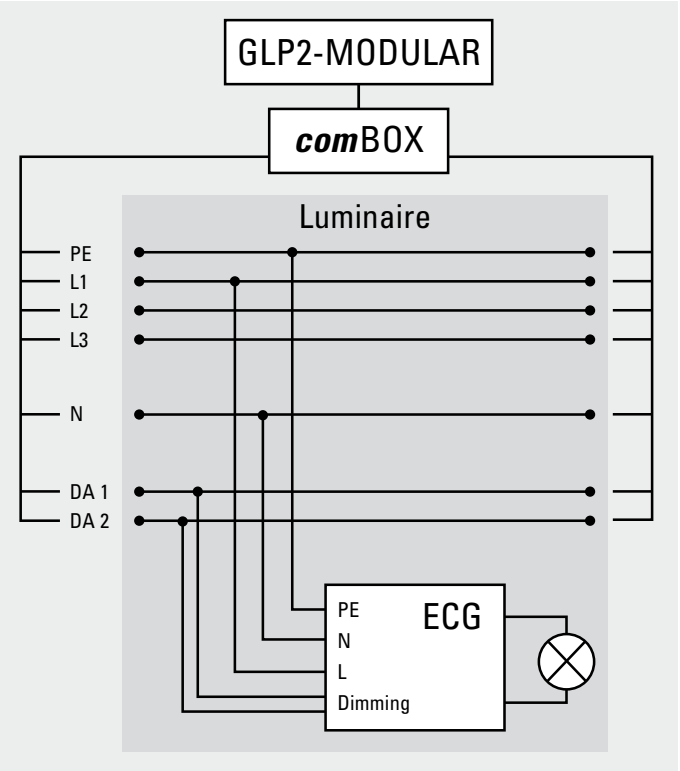 GLP2-MODULAR
comBOX
Luminaire
PE
L1
L2
L3
N
DA 1
DA 2
PE
ECG
N
L
Dimming